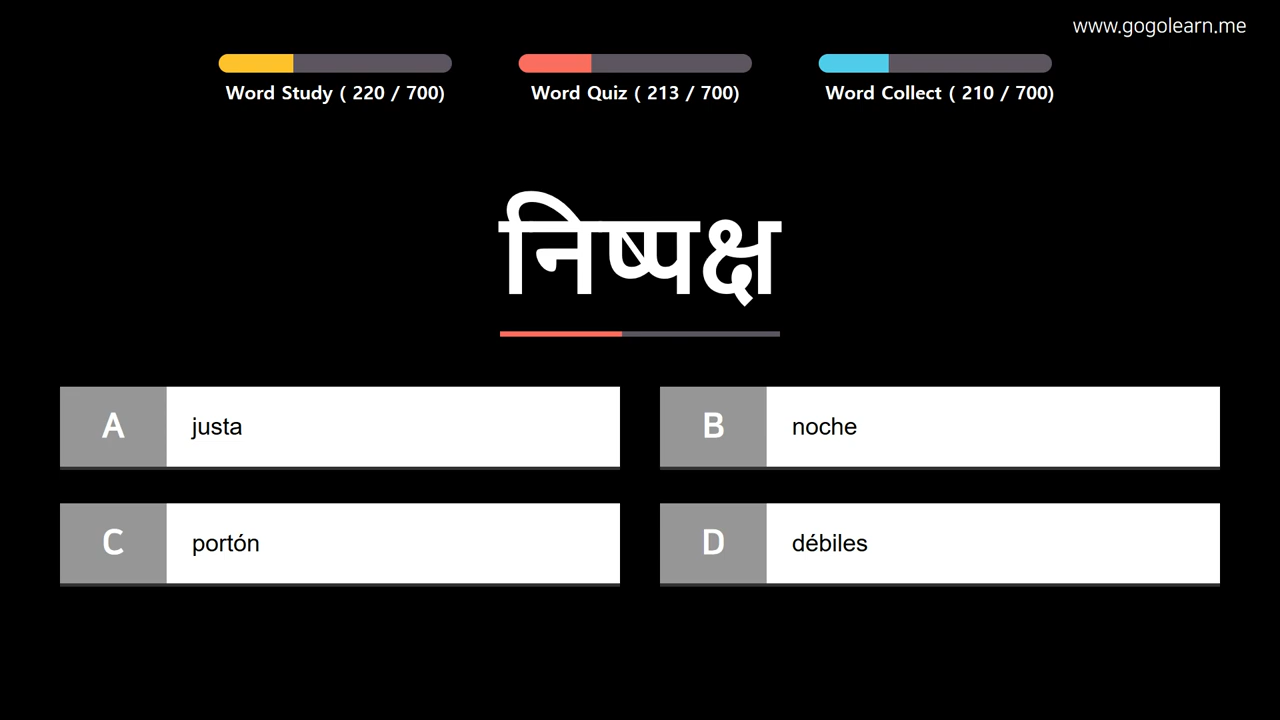 www.gogolearn.me
Word Study ( 220 / 700)
Word Quiz ( 213 / 700)
Word Collect ( 210 / 700)
निष्पक्ष
A justa
B noche
C portón
D débiles